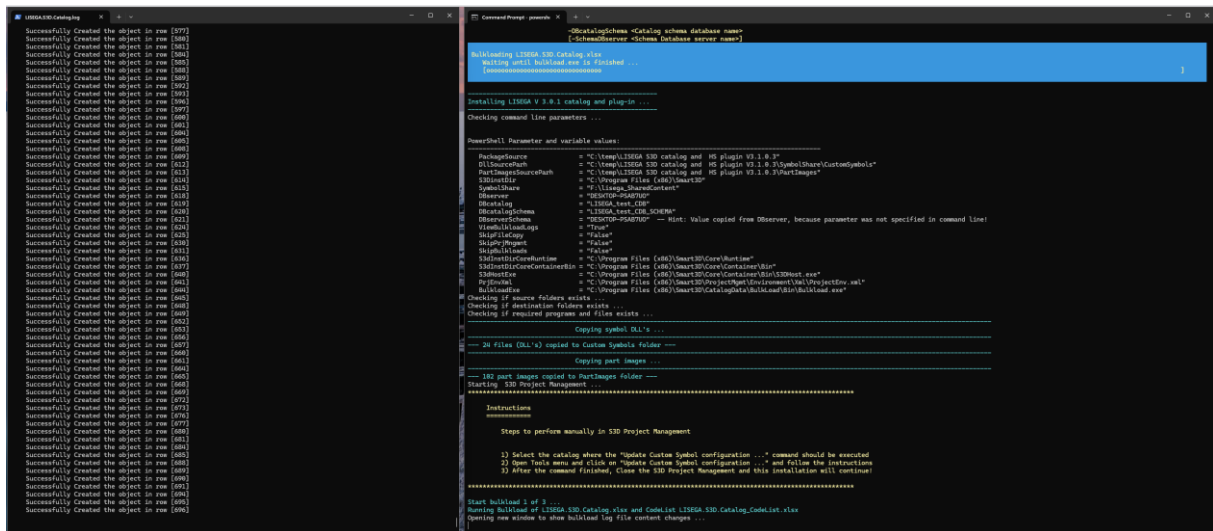 LISEGA.S3D.Catalog.log
Successfully Created the object in row [577]
Successfully Created the object in row [580]
Successfully Created the object in row [581]
Successfully Created the object in row [584]
Successfully Created the object in row [585]
Successfully Created the object in row [588]
Successfully Created the object in row [589]
Successfully Created the object in row [592]
Successfully Created the object in row [593]
Successfully Created the object in row [596]
Successfully Created the object in row [597]
Successfully Created the object in row [600]
Successfully Created the object in row [601]
Successfully Created the object in row [604]
Successfully Created the object in row [605]
Successfully Created the object in row [608]
Successfully Created the object in row [609]
Successfully Created the object in row [612]
Successfully Created the object in row [613]
Successfully Created the object in row [614]
Successfully Created the object in row [615]
Successfully Created the object in row [618]
Successfully Created the object in row [619]
Successfully Created the object in row [620]
Successfully Created the object in row [621]
Successfully Created the object in row [624]
Successfully Created the object in row [625]
Successfully Created the object in row [630]
Successfully Created the object in row [631]
Successfully Created the object in row [636]
Successfully Created the object in row [637]
Successfully Created the object in row [640]
Successfully Created the object in row [641]
Successfully Created the object in row [644]
Successfully Created the object in row [645]
Successfully Created the object in row [648]
Successfully Created the object in row [649]
Successfully Created the object in row [652]
Successfully Created the object in row [653]
Successfully Created the object in row [656]
Successfully Created the object in row [657]
Successfully Created the object in row [660]
Successfully Created the object in row [661]
Successfully Created the object in row [664]
Successfully Created the object in row [665]
Successfully Created the object in row [668]
Successfully Created the object in row [669]
Successfully Created the object in row [672]
Successfully Created the object in row [673]
Successfully Created the object in row [676]
Successfully Created the object in row [677]
Successfully Created the object in row [680]
Successfully Created the object in row [681]
Successfully Created the object in row [684]
Successfully Created the object in row [685]
Successfully Created the object in row [688]
Successfully Created the object in row [689]
Successfully Created the object in row [690]
Successfully Created the object in row [691]
Successfully Created the object in row [694]
Successfully Created the object in row [695]
Successfully Created the object in row [696]
Command Prompt - powershe
-DBcatalogSchema <Catalog schema database name>
[-SchemaDBserver <Schema Database server name>]
Bulkloading LISEGA.S3D.Catalog.xlsx
Waiting until bulkload.exe is finished ...
[oooooooooooooooooooooooooooooooo ]
Installing LISEGA V 3.0.1 catalog and plug-in ...
Checking command line parameters ...
PowerShell Parameter and variable values:
PackageSource = "C:\temp\LISEGA S3D catalog and  HS plugin V3.1.0.3"
DllSourceParh = "C:\temp\LISEGA S3D catalog and  HS plugin V3.1.0.3\SymbolShare\CustomSymbols"
PartImagesSourceParh = "C:\temp\LISEGA S3D catalog and  HS plugin V3.1.0.3\PartImages"
S3DinstDir = "C:\Program Files (x86)\Smart3D"
SymbolShare = "F:\lisega_SharedContent"
DBserver = "DESKTOP-PSAB7UO"
DBcatalog = "LISEGA_test_CDB"
DBcatalogSchema = "LISEGA_test_CDB_SCHEMA"
DBserverSchema = "DESKTOP-PSAB7UO" -- Hint: Value copied from DBserver, because parameter was not specified in command line!
ViewBulkloadLogs = "True"
SkipFileCopy = "False"
SkipPrjMngmnt = "False"
SkipBulkloads = "False"
S3dInstDirCoreRuntime = "C:\Program Files (x86)\Smart3D\Core\Runtime"
S3dInstDirCoreContainerBin = "C:\Program Files (x86)\Smart3D\Core\Container\Bin"
S3dHostExe = "C:\Program Files (x86)\Smart3D\Core\Container\Bin\S3DHost.exe"
PrjEnvXml = "C:\Program Files (x86)\Smart3D\ProjectMgmt\Environment\Xml\ProjectEnv.xml"
BulkloadExe = "C:\Program Files (x86)\Smart3D\CatalogData\BulkLoad\Bin\Bulkload.exe"
Checking if source folders exists ...
Checking if destination folders exists ...
Checking if required programs and files exists ...
Copying symbol DLL's ...
--- 24 files (DLL's) copied to Custom Symbols folder ---
Copying part images ...
--- 182 part images copied to PartImages folder ---
Starting  S3D Project Management ...
Instructions
============
Steps to perform manually in S3D Project Management
1) Select the catalog where the "Update Custom Symbol configuration ..." command should be executed
2) Open Tools menu and click on "Update Custom Symbol configuration ..." and follow the instructions
3) After the command finished, Close the S3D Project Management and this installation will continue!
Start bulkload 1 of 3 ...
Running Bulkload of LISEGA.S3D.Catalog.xlsx and CodeList LISEGA.S3D.Catalog_CodeList.xlsx
Opening new window to show bulkload log file content changes ...